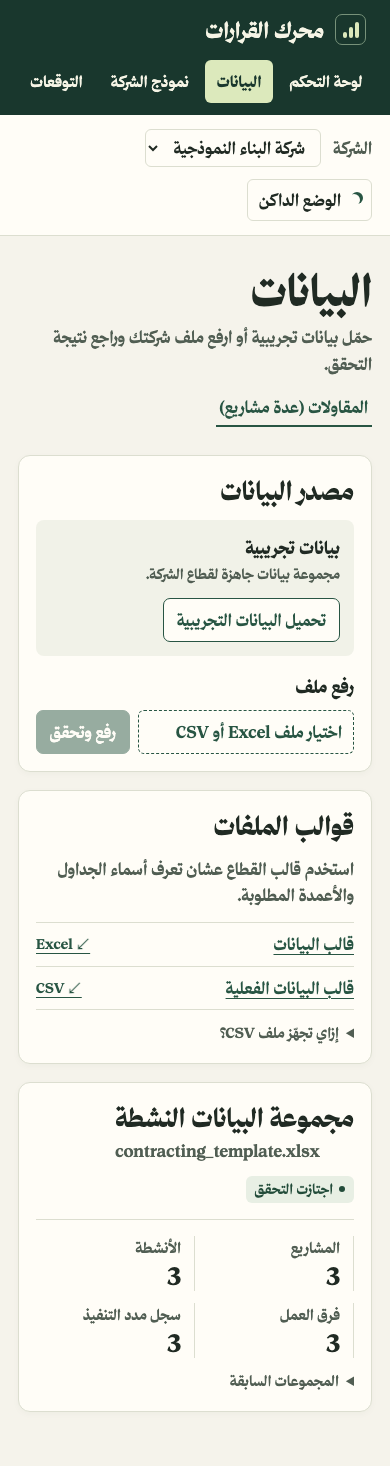 محرك القرارات
لوحة التحكم
البيانات
نموذج الشركة
التوقعات
الشركة
شركة البناء النموذجية
الوضع الداكن
البيانات
حمّل بيانات تجريبية أو ارفع ملف شركتك وراجع نتيجة
التحقق.
المقاولات (عدة مشاريع)
مصدر البيانات
بيانات تجريبية
مجموعة بيانات جاهزة لقطاع الشركة.
تحميل البيانات التجريبية
رفع ملف
اختيار ملف Excel أو CSV
رفع وتحقق
قوالب الملفات
استخدم قالب القطاع عشان تعرف أسماء الجداول
والأعمدة المطلوبة.
قالب البيانات
Excel ↙
قالب البيانات الفعلية
CSV ↙
◀ إزاي تجهّز ملف CSV؟
مجموعة البيانات النشطة
contracting_template.xlsx
• اجتازت التحقق
المشاريع
3
الأنشطة
3
فرق العمل
3
سجل مدد التنفيذ
3
◀ المجموعات السابقة